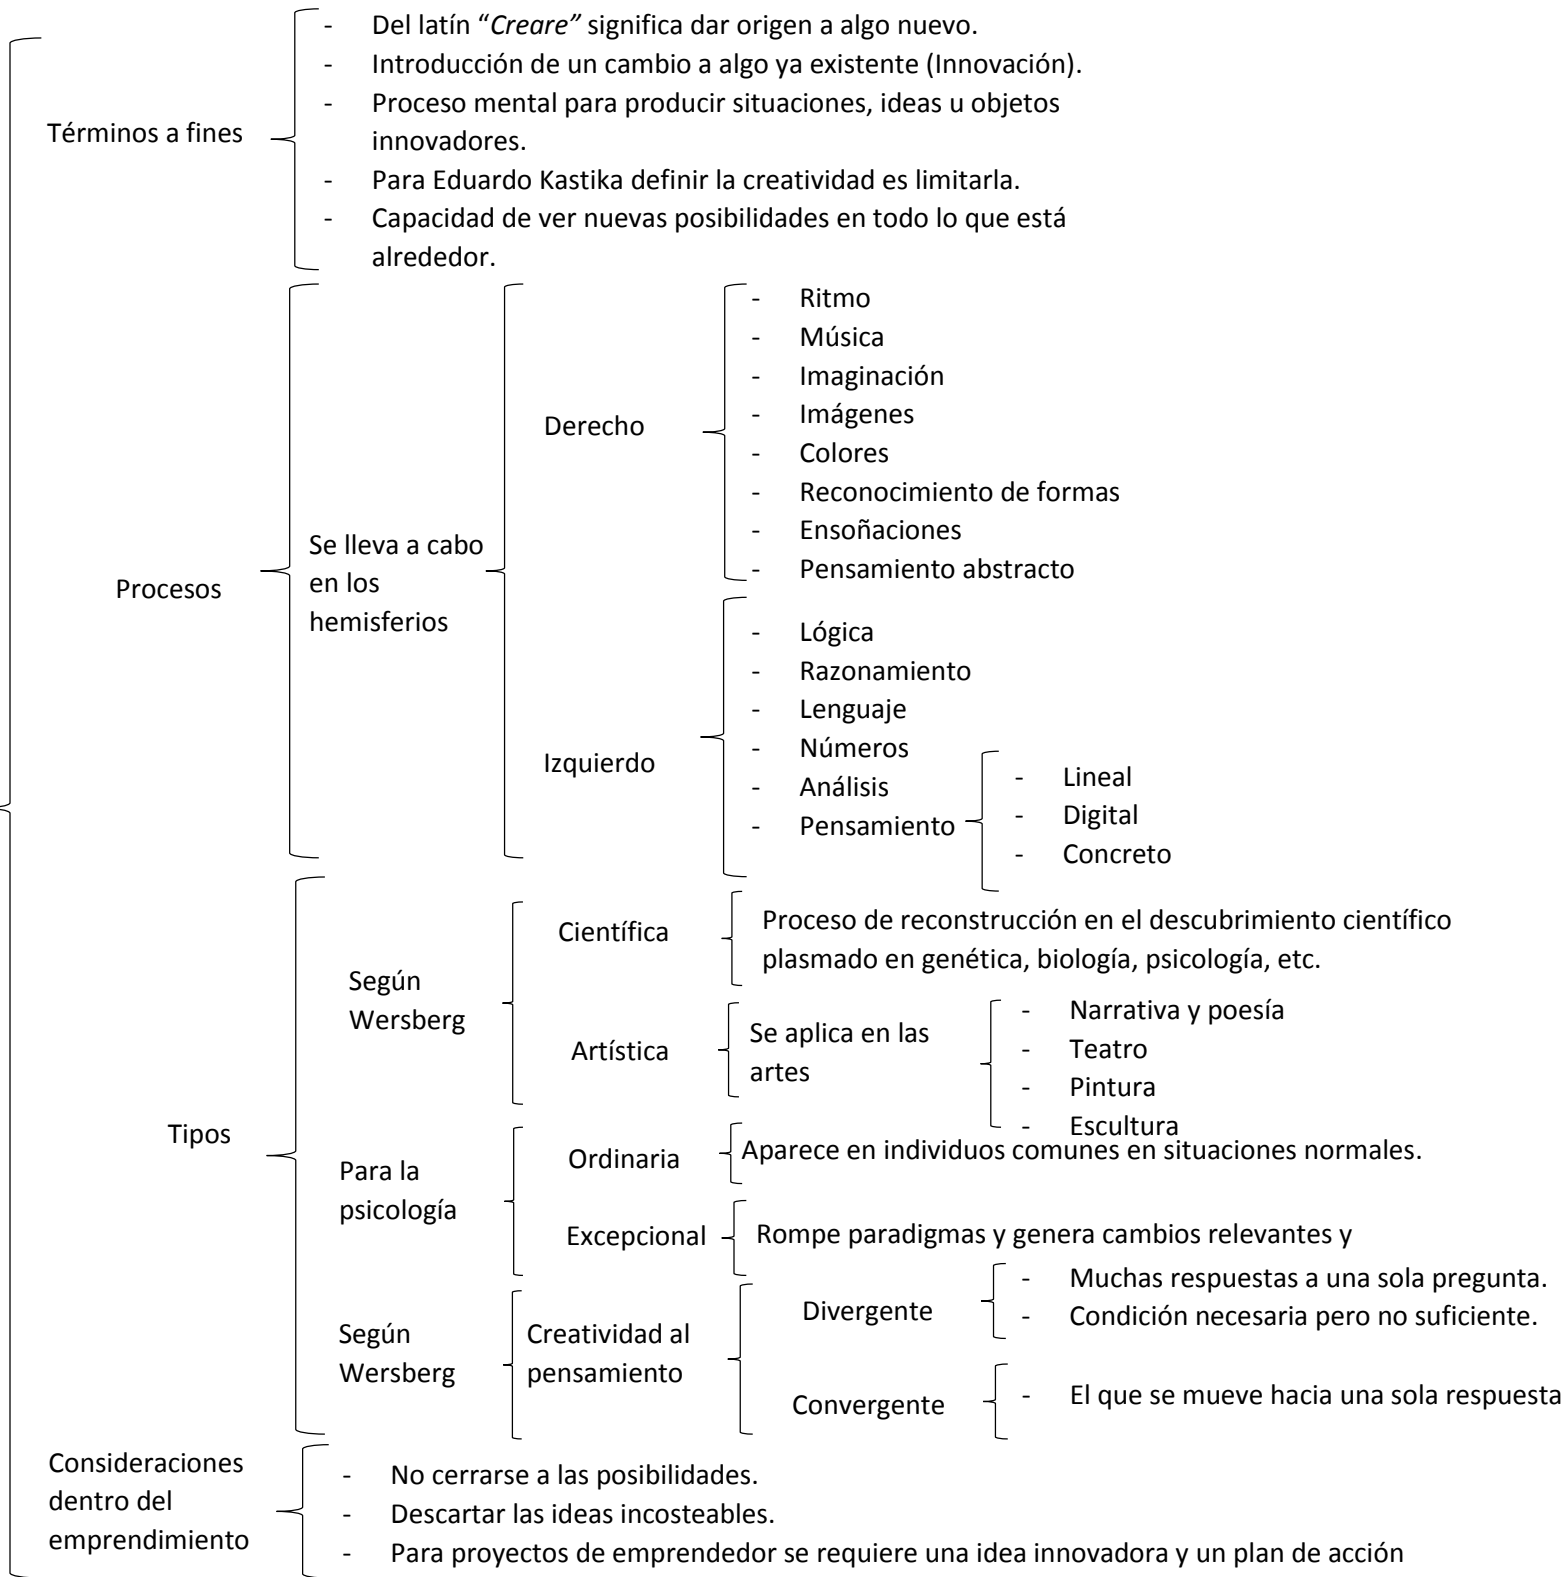 - Del latín “Creare” significa dar origen a algo nuevo.
- Introducción de un cambio a algo ya existente (Innovación).
- Proceso mental para producir situaciones, ideas u objetos
innovadores.
Términos a fines
- Para Eduardo Kastika definir la creatividad es limitarla.
- Capacidad de ver nuevas posibilidades en todo lo que está
alrededor.
Procesos
Se lleva a cabo
en los
hemisferios
Derecho
- Ritmo
- Música
- Imaginación
- Imágenes
- Colores
- Reconocimiento de formas
- Ensoñaciones
- Pensamiento abstracto
Izquierdo
- Lógica
- Razonamiento
- Lenguaje
- Números
- Análisis
- Pensamiento
- Lineal
- Digital
- Concreto
Tipos
Según
Wersberg
Científica
Proceso de reconstrucción en el descubrimiento científico
plasmado en genética, biología, psicología, etc.
Artística
Se aplica en las
artes
- Narrativa y poesía
- Teatro
- Pintura
- Escultura
Para la
psicología
Ordinaria
Aparece en individuos comunes en situaciones normales.
Excepcional
Rompe paradigmas y genera cambios relevantes y
Según
Wersberg
Creatividad al
pensamiento
Divergente
- Muchas respuestas a una sola pregunta.
- Condición necesaria pero no suficiente.
Convergente
- El que se mueve hacia una sola respuesta
Consideraciones
dentro del
emprendimiento
- No cerrarse a las posibilidades.
- Descartar las ideas incosteables.
- Para proyectos de emprendedor se requiere una idea innovadora y un plan de acción